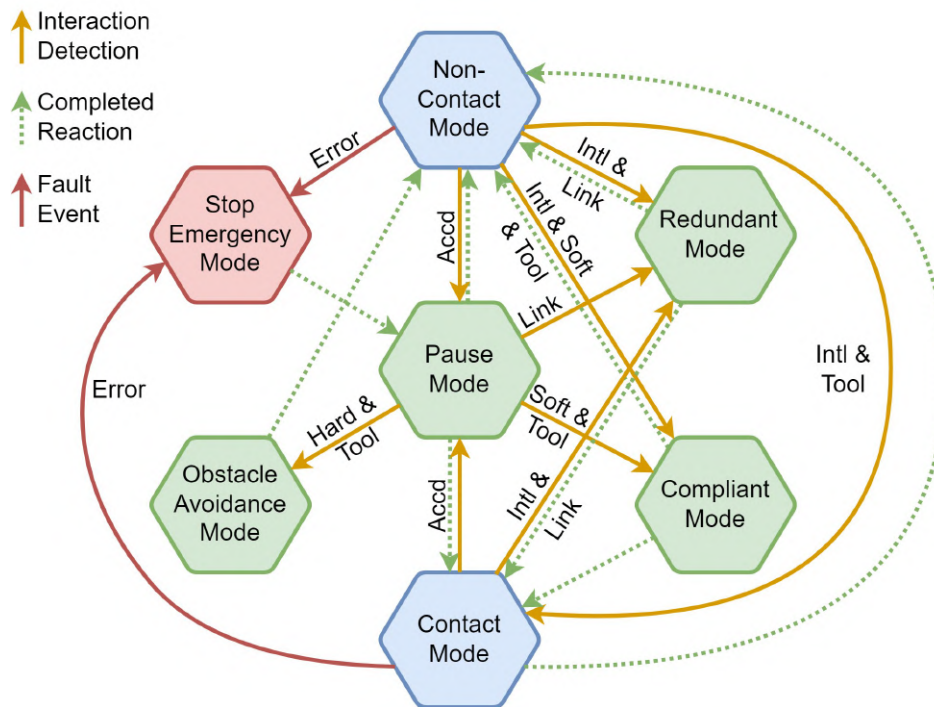 Interaction
Detection
Completed
Reaction
Fault
Event
Non-
Contact
Mode
Error
Intl &
Link
Stop
Emergency
Mode
Accd
Intl & Soft
& Tool
Redundant
Mode
Link
Pause
Mode
Intl &
Tool
Error
Hard &
Tool
Soft &
Tool
Obstacle
Avoidance
Mode
Accd
Intl &
Link
Compliant
Mode
Contact
Mode